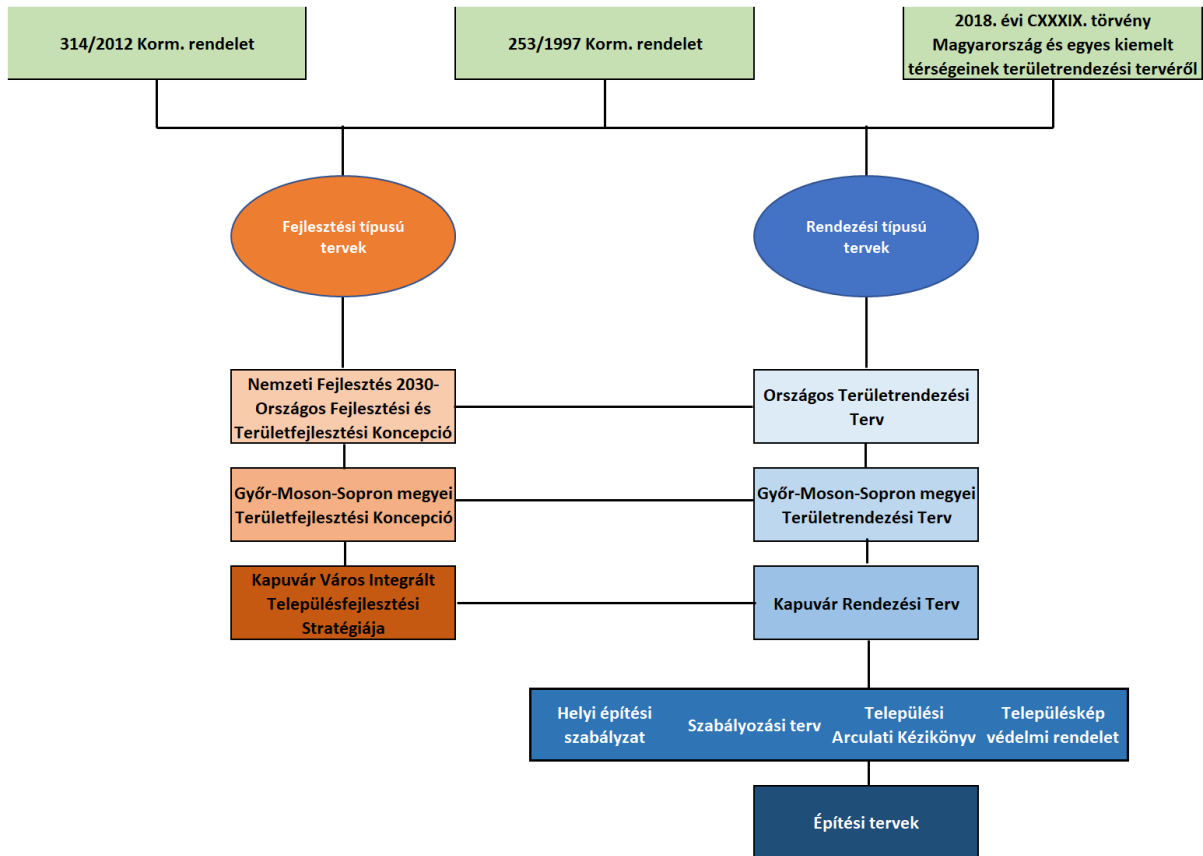 314/2012 Korm. rendelet
253/1997 Korm. rendelet
2018. évi CXXXIX. törvény
Magyarország és egyes kiemelt
térségeinek területrendezési tervéről
Fejlesztési típusú
tervek
Rendezési típusú
tervek
Nemzeti Fejlesztés 2030-
Országos Fejlesztési és
Területfejlesztési Koncepció
Országos Területrendezési
Terv
Győr-Moson-Sopron megyei
Területfejlesztési Koncepció
Győr-Moson-Sopron megyei
Területrendezési Terv
Kapuvár Város Integrált
Településfejlesztési
Stratégiája
Kapuvár Rendezési Terv
Helyi építési
szabályzat
Szabályozási terv
Települési
Arculati Kézikönyv
Településkép
védelmi rendelet
Építési tervek